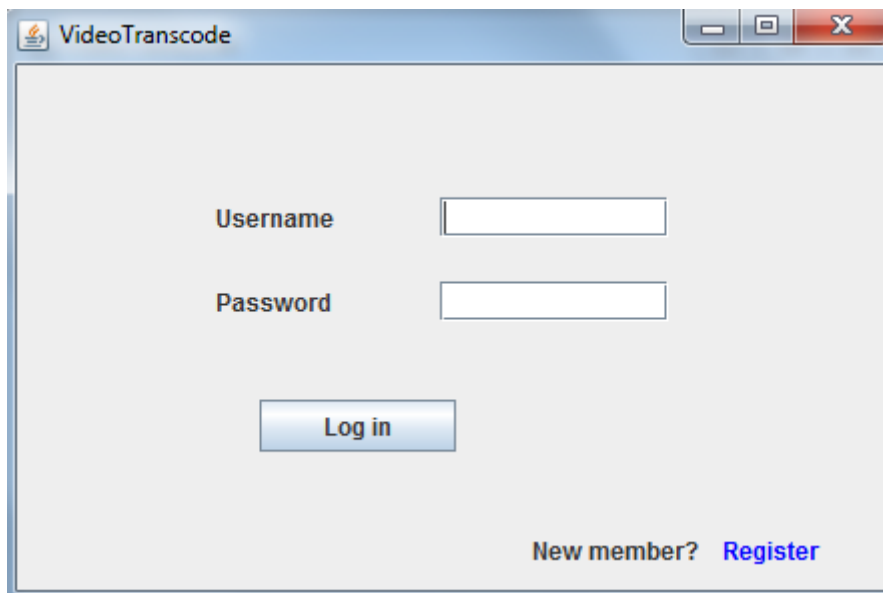 VideoTranscode
Username
Password
Log in
New member? Register